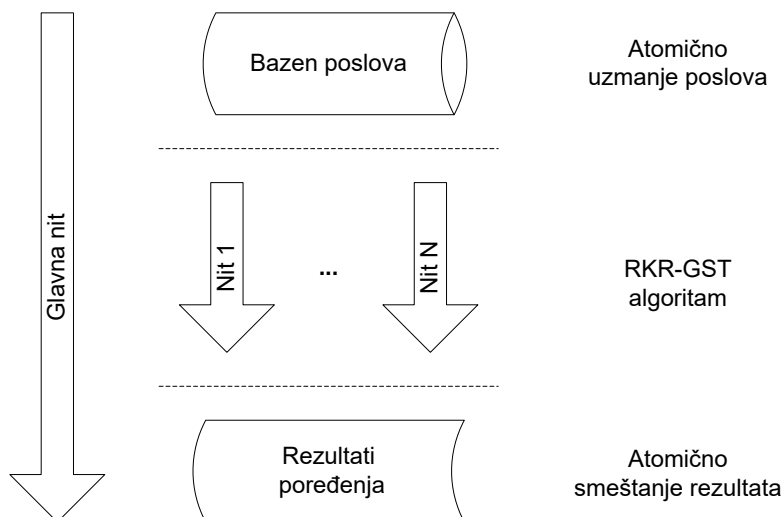 Bazen poslova
Atomično
uzmanje poslova
Glavna nit
Nit 1
...
Nit N
RKR-GST
algoritam
Rezultati
poređenja
Atomično
smeštanje rezultata